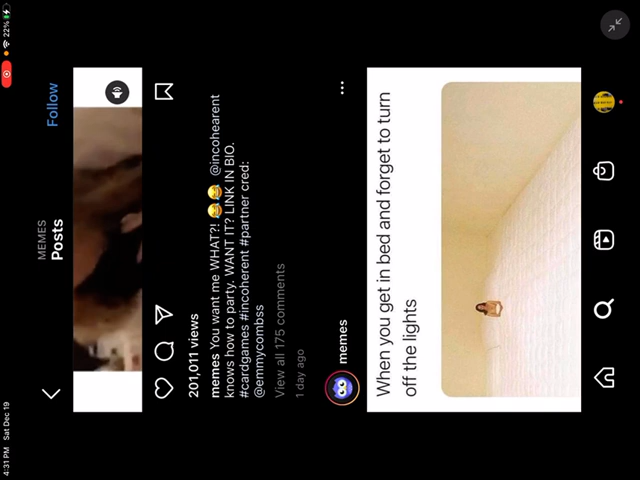 4:31 PM Sat Dec 19
22%
MEMES
Posts
Follow
201,011 views
memes You want me WHAT?! 😂😂 @incohearent
knows how to party. WANT IT? LINK IN BIO.
#cardgames #incoherent #partner cred:
@emmycombss
View all 175 comments
1 day ago
memes
When you get in bed and forget to turn
off the lights